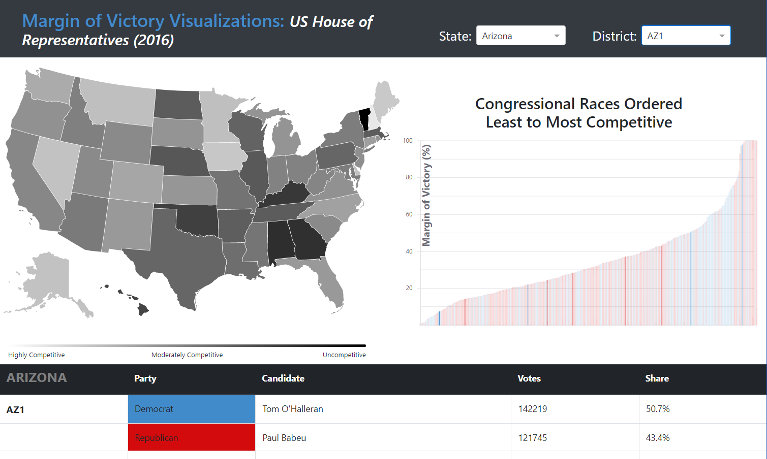 Margin of Victory Visualizations: US House of
Representatives (2016)
State: Arizona District: AZ1
Congressional Races Ordered
Least to Most Competitive
Margin of Victory (%)
100
80
60
40
20
Highly Competitive Moderately Competitive Uncompetitive
ARIZONA Party Candidate Votes Share
AZ1 Democrat Tom O'Halleran 142219 50.7%
Republican Paul Babeu 121745 43.4%